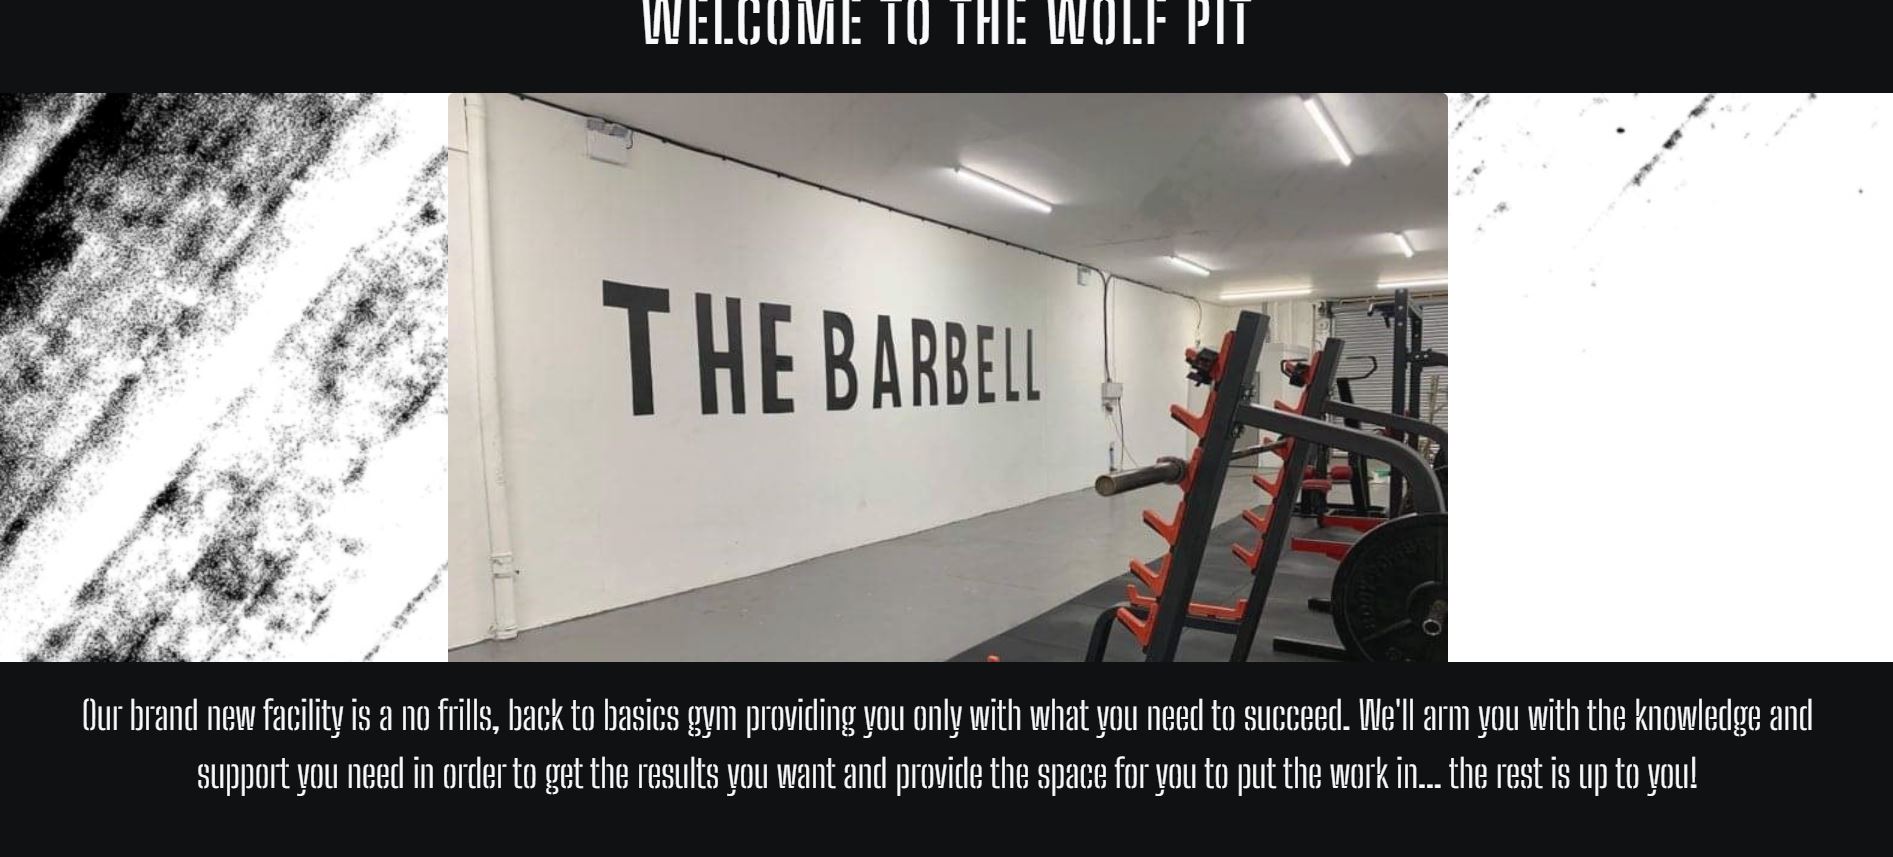 WELCOME TO THE WOLF PIT
THE BARBELL
Our brand new facility is a no frills, back to basics gym providing you only with what you need to succeed. We'll arm you with the knowledge and
support you need in order to get the results you want and provide the space for you to put the work in... the rest is up to you!